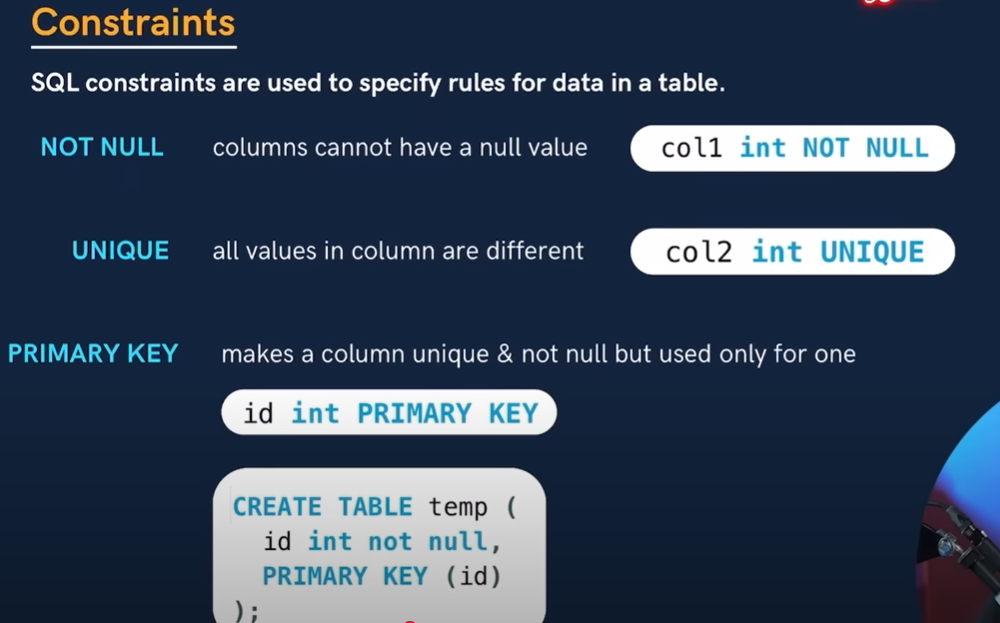 Constraints
SQL constraints are used to specify rules for data in a table.
NOT NULL columns cannot have a null value col1 int NOT NULL
UNIQUE all values in column are different col2 int UNIQUE
PRIMARY KEY makes a column unique & not null but used only for one
id int PRIMARY KEY
CREATE TABLE temp (
id int not null,
PRIMARY KEY (id)
);